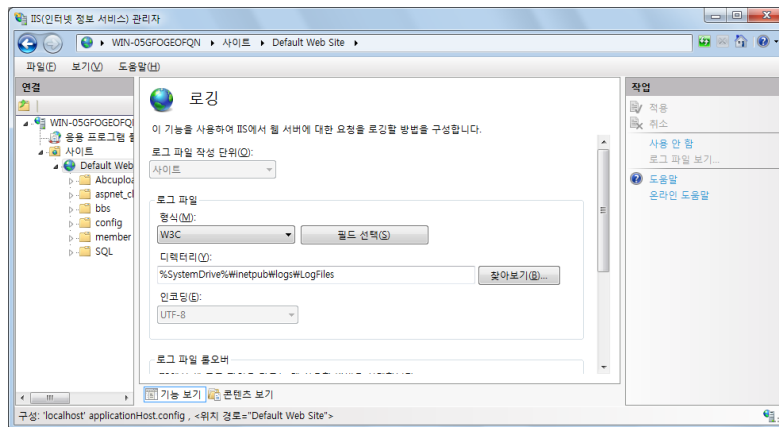 IIS(인터넷 정보 서비스) 관리자
WIN-05GFOGEOFQN ▸ 사이트 ▸ Default Web Site ▸
파일(F) 보기(V) 도움말(H)
연결
WIN-05GFOGEOFQ
응용 프로그램
사이트
Default Web
Abcuploa
aspnet_cl
bbs
config
member
SQL
로깅
이 기능을 사용하여 IIS에서 웹 서버에 대한 요청을 로깅할 방법을 구성합니다.
로그 파일 작성 단위(O):
사이트
로그 파일
형식(M):
W3C 필드 선택(S)
디렉터리(Y):
%SystemDrive%₩inetpub₩logs₩LogFiles 찾아보기(B)...
인코딩(E):
UTF-8
로그 파일 롤오버
기능 보기 콘텐츠 보기
작업
적용
취소
사용 안 함
로그 파일 보기...
도움말
온라인 도움말
구성: 'localhost' applicationHost.config , <위치 경로="Default Web Site">